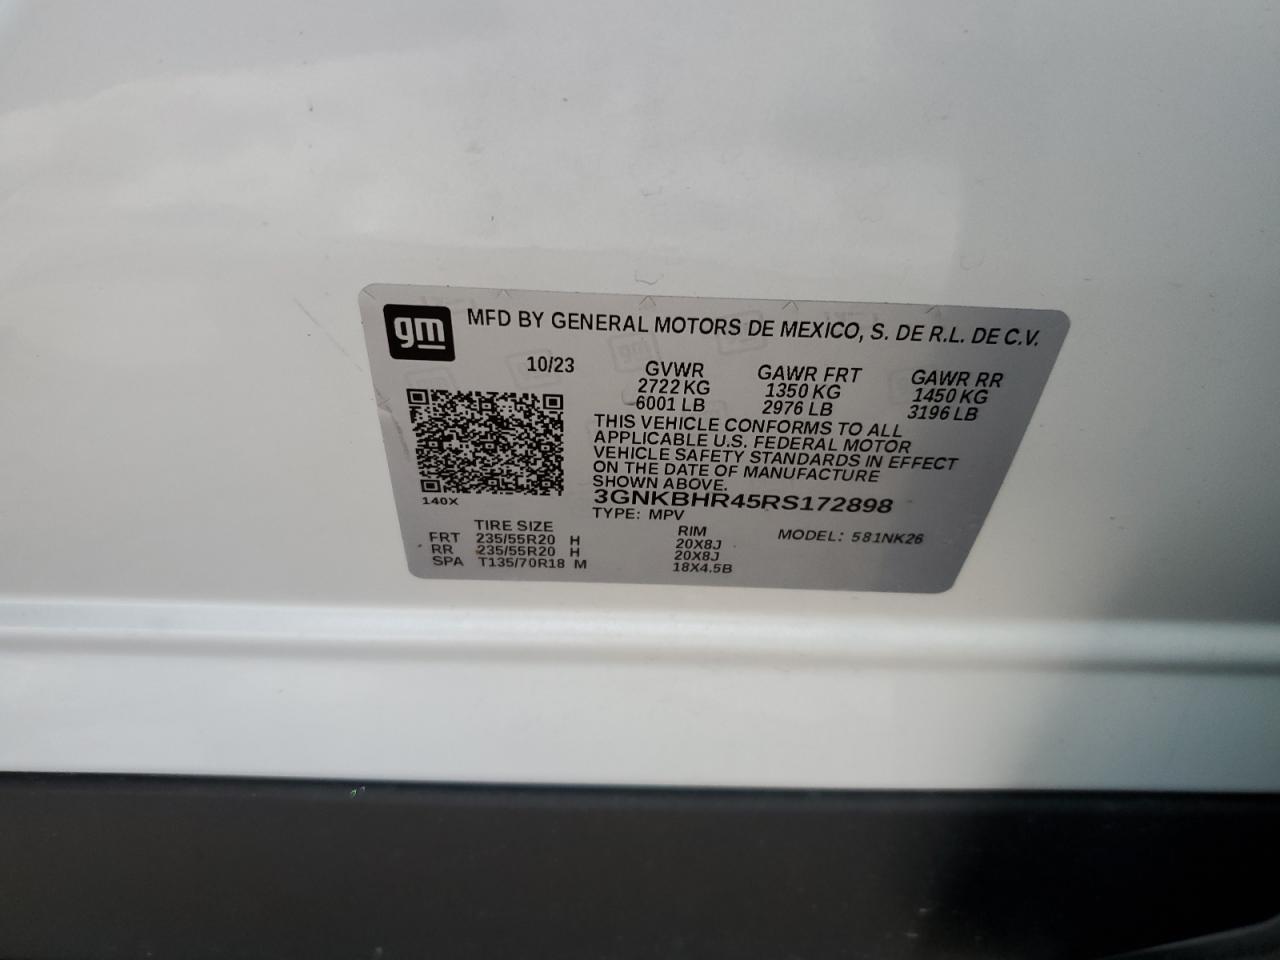 gm
MFD BY GENERAL MOTORS DE MEXICO, S. DE R.L. DE C.V.
10/23
GVWR GAWR FRT GAWR RR
2722 KG 1350 KG 1450 KG
6001 LB 2976 LB 3196 LB
THIS VEHICLE CONFORMS TO ALL
APPLICABLE U.S. FEDERAL MOTOR
VEHICLE SAFETY STANDARDS IN EFFECT
ON THE DATE OF MANUFACTURE
SHOWN ABOVE.
3GNKBHR45RS172898
140X
TYPE: MPV
TIRE SIZE RIM MODEL: 581NK26
FRT 235/55R20 H 20X8J
RR 235/55R20 H 20X8J
SPA T135/70R18 M 18X4.5B